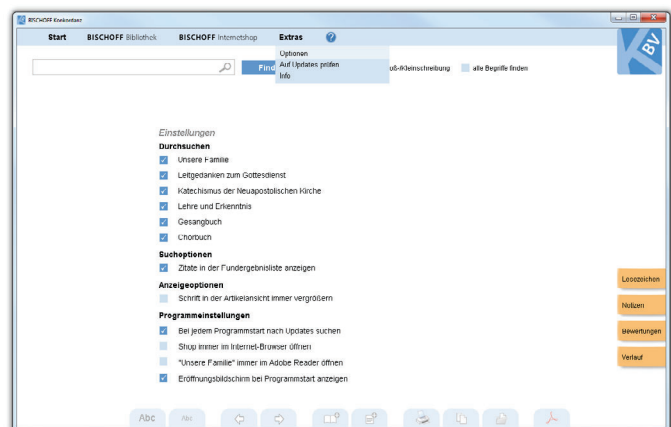 BISCHOFF Konkordanz
Start BISCHOFF Bibliothek BISCHOFF Internetshop Extras ?
Optionen
Auf Updates prüfen
Info
Find
oß-/Kleinschreibung
alle Begriffe finden
BV
Einstellungen
Durchsuchen
Unsere Familie
Leitgedanken zum Gottesdienst
Katechismus der Neuapostolischen Kirche
Lehre und Erkenntnis
Gesangbuch
Chorbuch
Suchoptionen
Zitate in der Fundergebnisliste anzeigen
Anzeigeoptionen
Schrift in der Artikelansicht immer vergrößern
Programmeinstellungen
Bei jedem Programmstart nach Updates suchen
Shop immer im Internet-Browser öffnen
"Unsere Familie" immer im Adobe Reader öffnen
Eröffnungsbildschirm bei Programmstart anzeigen
Lesezeichen
Notizen
Bewertungen
Verlauf
Abc Abc